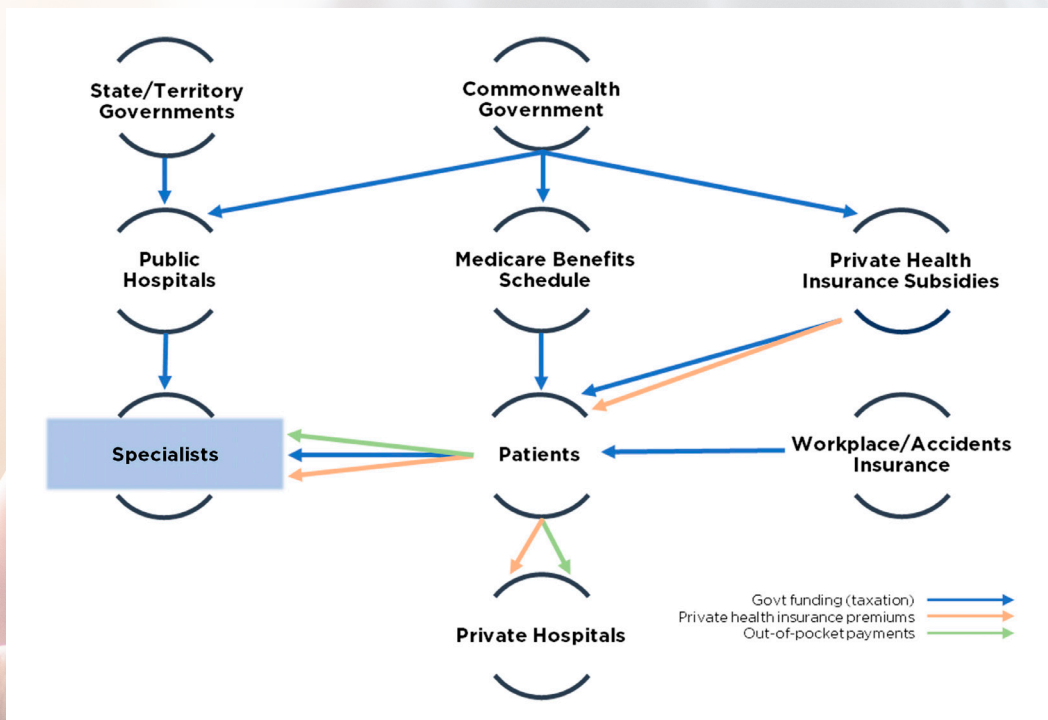 State/Territory
Governments
Commonwealth
Government
Public
Hospitals
Medicare Benefits
Schedule
Private Health
Insurance Subsidies
Specialists
Patients
Workplace/Accidents
Insurance
Private Hospitals
Govt funding (taxation)
Private health insurance premiums
Out-of-pocket payments